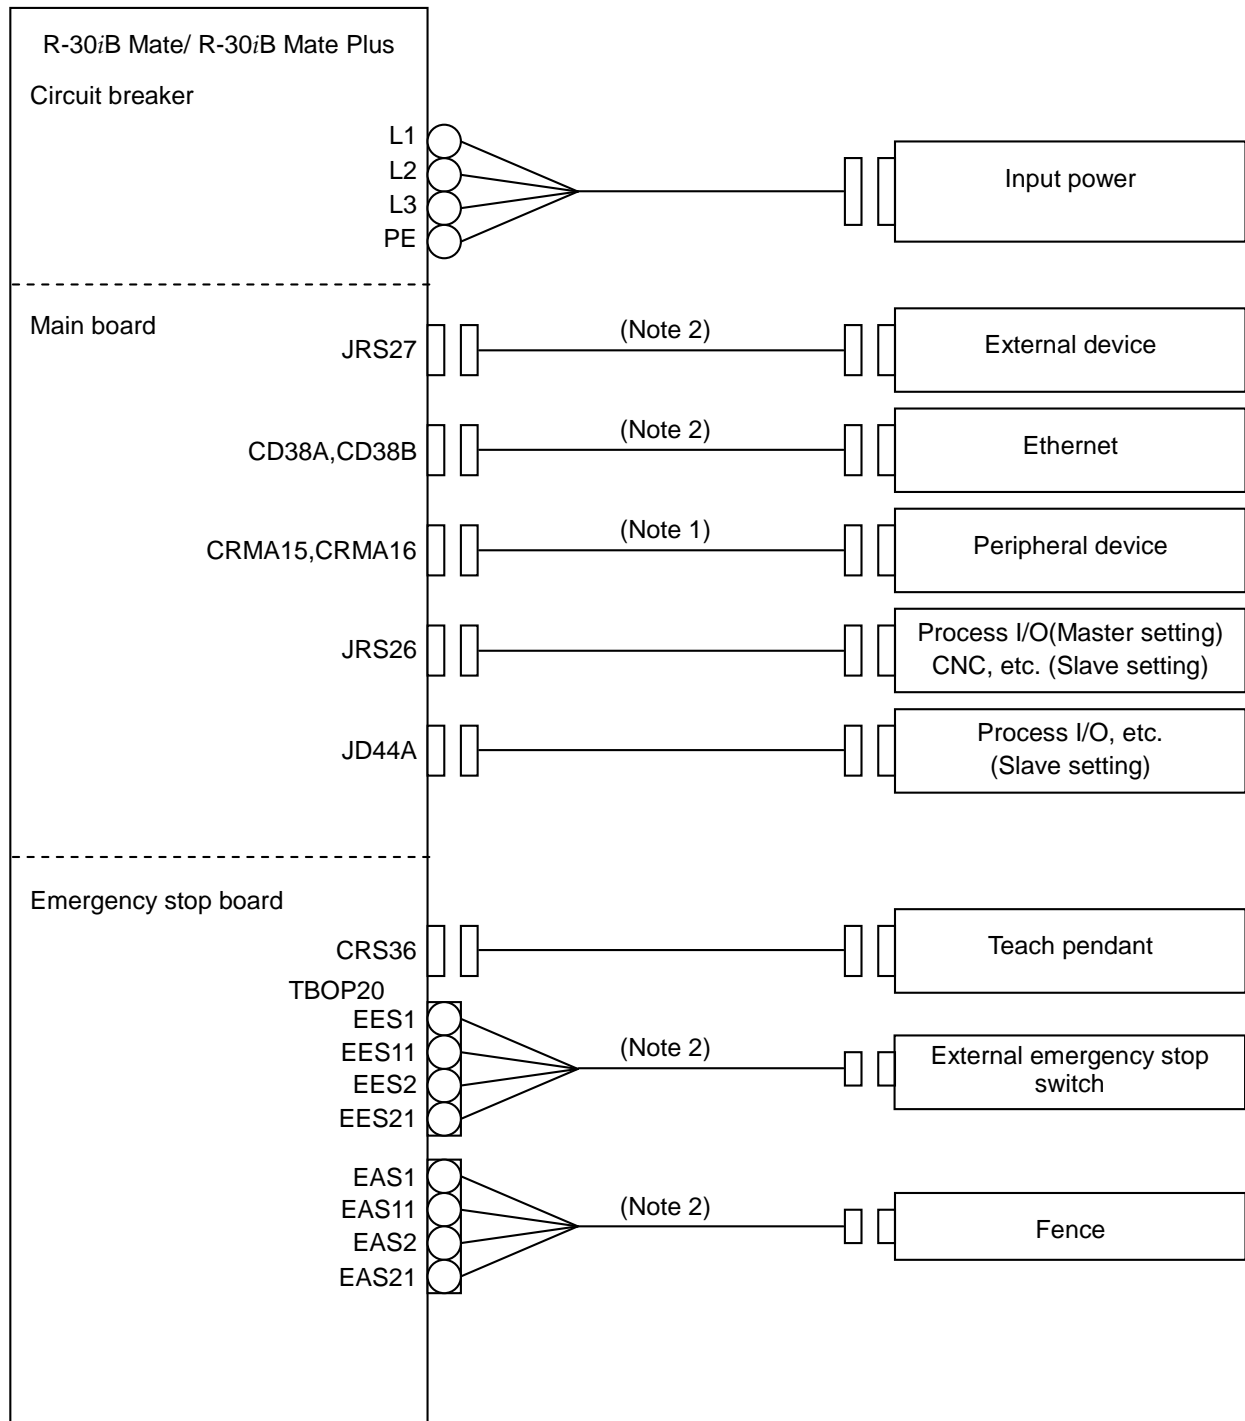 R-30iB Mate/ R-30iB Mate Plus
Circuit breaker
L1
L2
L3
PE
Input power
Main board
JRS27
(Note 2)
External device
CD38A,CD38B
(Note 2)
Ethernet
CRMA15,CRMA16
(Note 1)
Peripheral device
JRS26
Process I/O(Master setting)
CNC, etc. (Slave setting)
JD44A
Process I/O, etc.
(Slave setting)
Emergency stop board
CRS36
Teach pendant
TBOP20
EES1
EES11
EES2
EES21
(Note 2)
External emergency stop
switch
EAS1
EAS11
EAS2
EAS21
(Note 2)
Fence